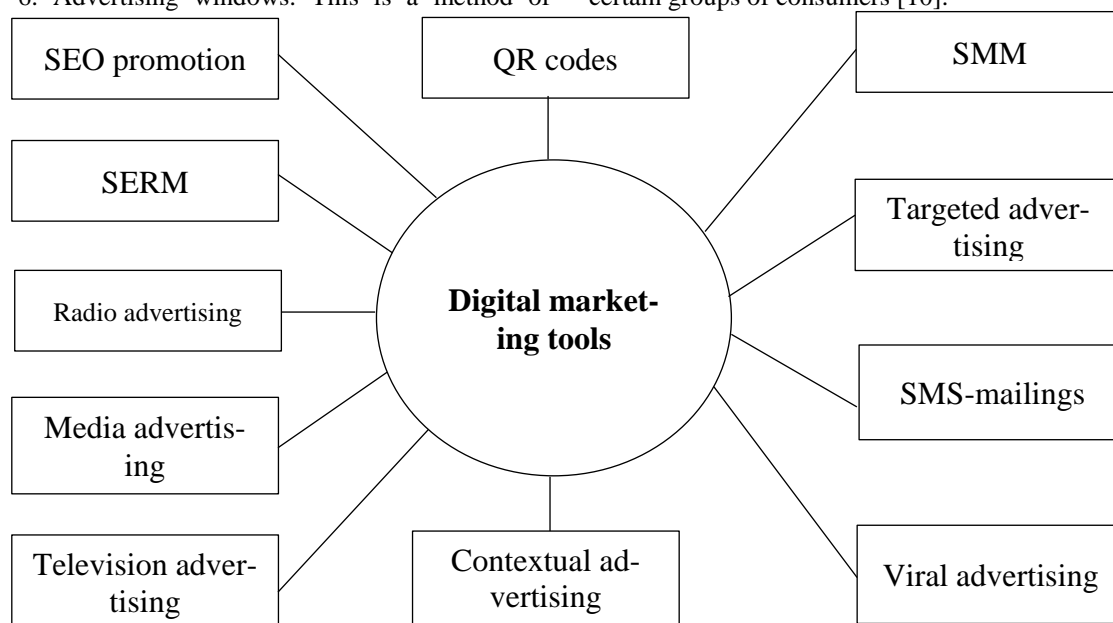 8. Advertising windows. This is a method of certain groups of consumers [10].
SEO promotion
QR codes
SMM
SERM
Targeted adver-
tising
Radio advertising
Digital market-
ing tools
SMS-mailings
Media advertis-
ing
Television adver-
tising
Contextual ad-
vertising
Viral advertising